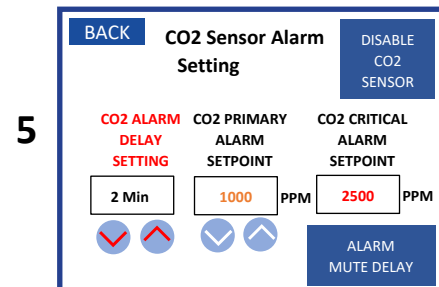 BACK
CO2 Sensor Alarm
Setting
DISABLE
CO2
SENSOR
5
CO2 ALARM
DELAY
SETTING
CO2 PRIMARY
ALARM
SETPOINT
CO2 CRITICAL
ALARM
SETPOINT
2 Min
1000
PPM
2500
PPM
ALARM
MUTE DELAY